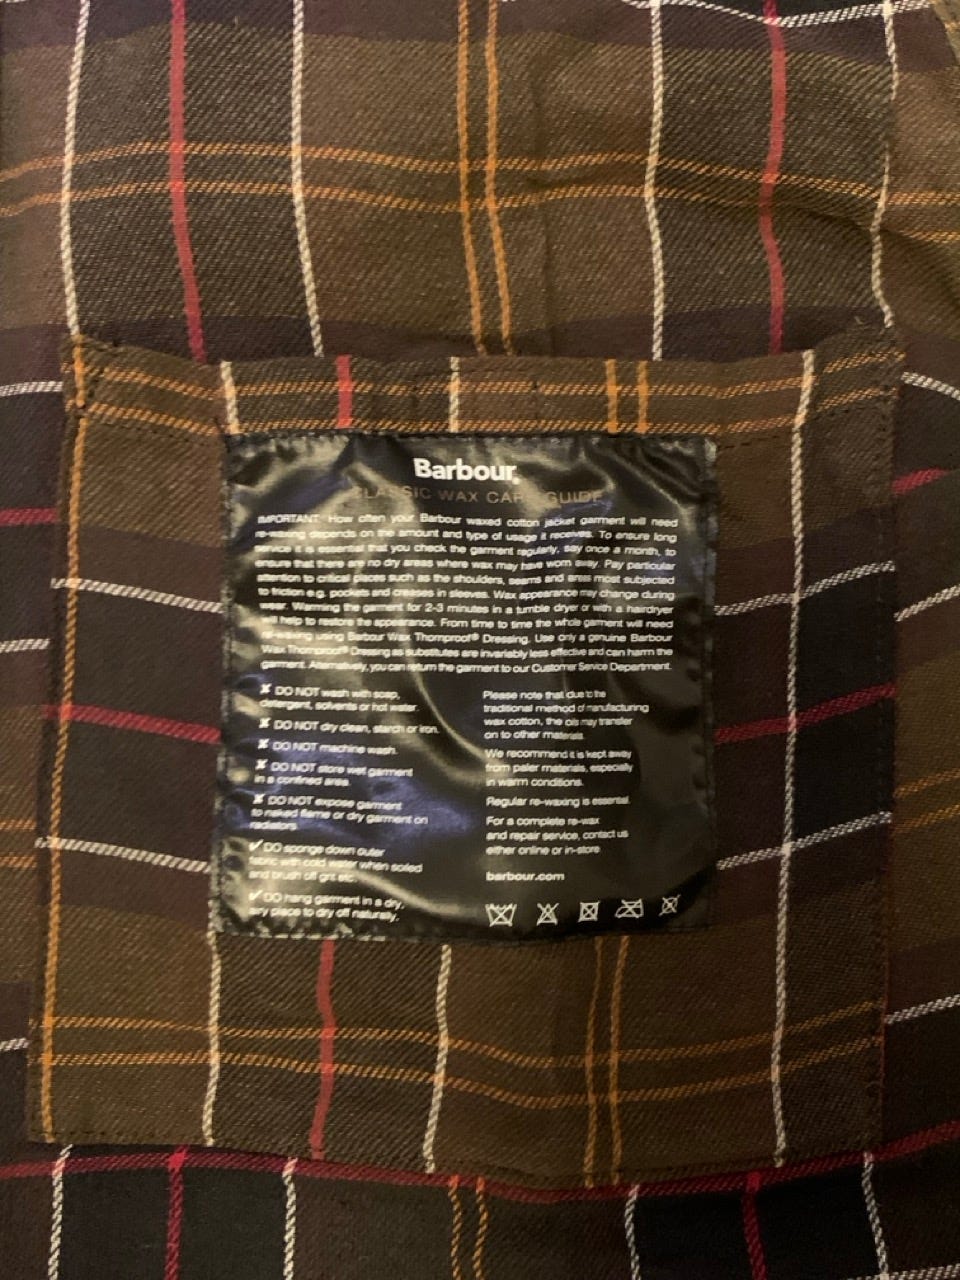 Barbour
CLASSIC WAX CARE GUIDE
IMPORTANT: How often your Barbour waxed cotton jacket garment will need
re-waxing depends on the amount and type of usage it receives. To ensure long
service it is essential that you check the garment regularly, say once a month, to
ensure that there are no dry areas where wax may have worn away. Pay particular
attention to critical places such as the shoulders, seams and areas most subjected
to friction e.g. pockets and creases in sleeves. Wax appearance may change during
wear. Warming the garment for 2-3 minutes in a tumble dryer or with a hairdryer
will help to restore the appearance. From time to time the whole garment will need
re-waxing using Barbour Wax Thornproof® Dressing. Use only a genuine Barbour
Wax Thornproof® Dressing as substitutes are invariably less effective and can harm the
garment. Alternatively, you can return the garment to our Customer Service Department.
✘ DO NOT wash with soap,
detergent, solvents or hot water.
✘ DO NOT dry clean, starch or iron.
✘ DO NOT machine wash.
✘ DO NOT store wet garment
in a confined area.
✘ DO NOT expose garment
to naked flame or dry garment on
radiators.
✔ DO sponge down outer
fabric with cold water when soiled
and brush off grit etc.
✔ DO hang garment in a dry,
airy place to dry off naturally.
Please note that due to the
traditional method of manufacturing
wax cotton, the oils may transfer
on to other materials.
We recommend it is kept away
from paler materials, especially
in warm conditions.
Regular re-waxing is essential.
For a complete re-wax
and repair service, contact us
either online or in-store
barbour.com